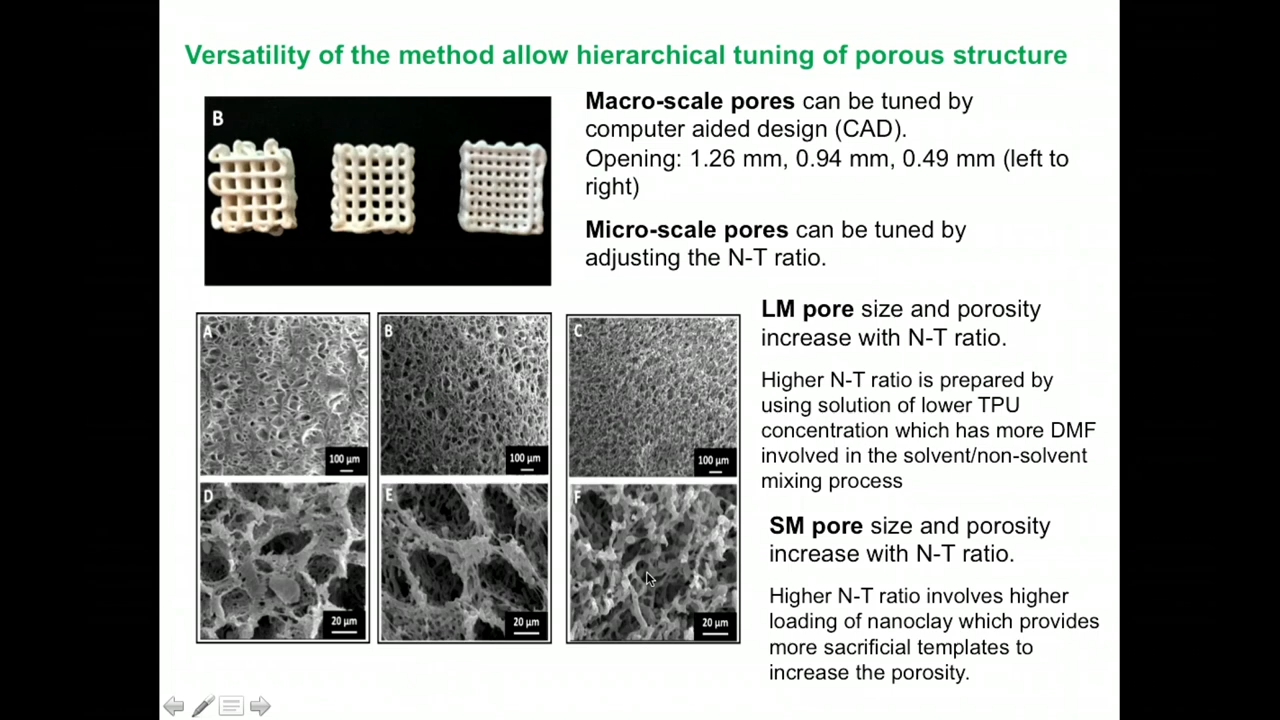 Versatility of the method allow hierarchical tuning of porous structure
B
Macro-scale pores can be tuned by
computer aided design (CAD).
Opening: 1.26 mm, 0.94 mm, 0.49 mm (left to
right)
Micro-scale pores can be tuned by
adjusting the N-T ratio.
A
100 µm
B
100 µm
C
100 µm
D
20 µm
E
20 µm
F
20 µm
LM pore size and porosity
increase with N-T ratio.
Higher N-T ratio is prepared by
using solution of lower TPU
concentration which has more DMF
involved in the solvent/non-solvent
mixing process
SM pore size and porosity
increase with N-T ratio.
Higher N-T ratio involves higher
loading of nanoclay which provides
more sacrificial templates to
increase the porosity.